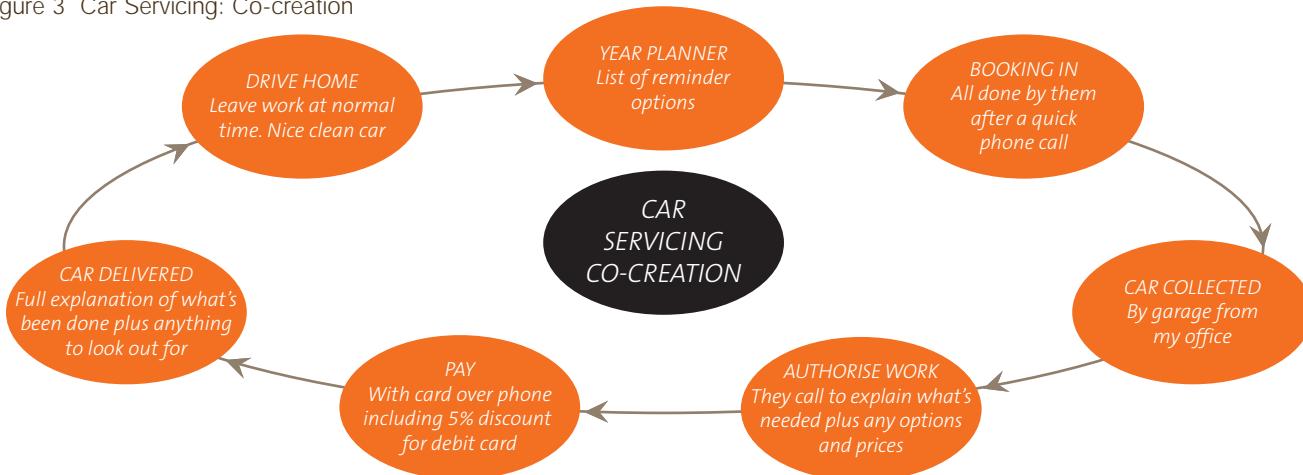 gure 3 Car Servicing: Co-creation
YEAR PLANNER
List of reminder
options
BOOKING IN
All done by them
after a quick
phone call
CAR COLLECTED
By garage from
my office
AUTHORISE WORK
They call to explain what's
needed plus any options
and prices
PAY
With card over phone
including 5% discount
for debit card
CAR DELIVERED
Full explanation of what's
been done plus anything
to look out for
DRIVE HOME
Leave work at normal
time. Nice clean car
CAR
SERVICING
CO-CREATION